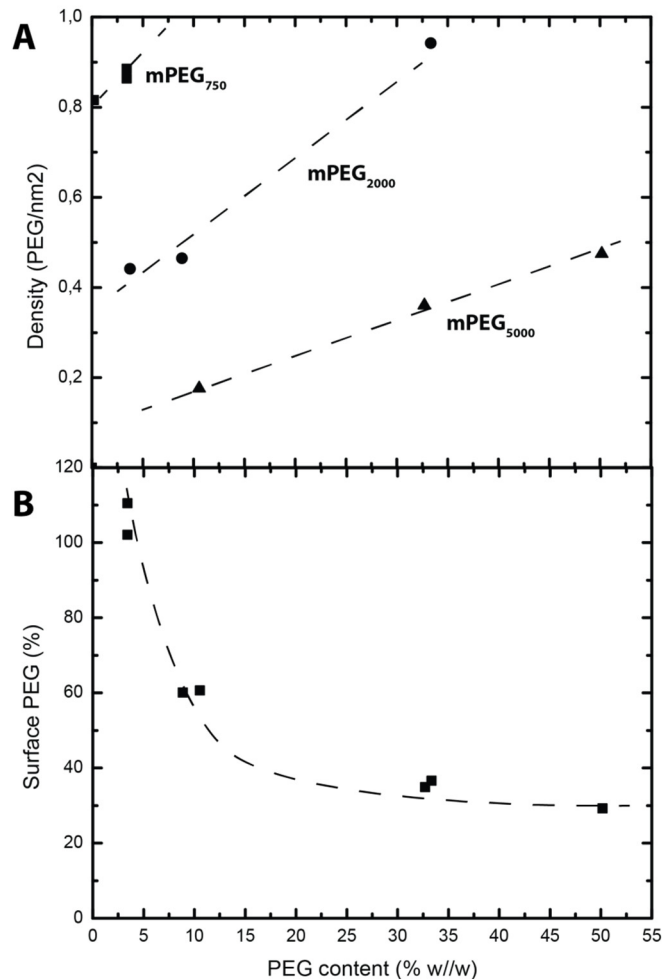 A
1,0
0,8
0,6
0,4
0,2
Density (PEG/nm2)
mPEG750
mPEG2000
mPEG5000
B
120
100
80
60
40
20
0
Surface PEG (%)
0 5 10 15 20 25 30 35 40 45 50 55
PEG content (% w//w)